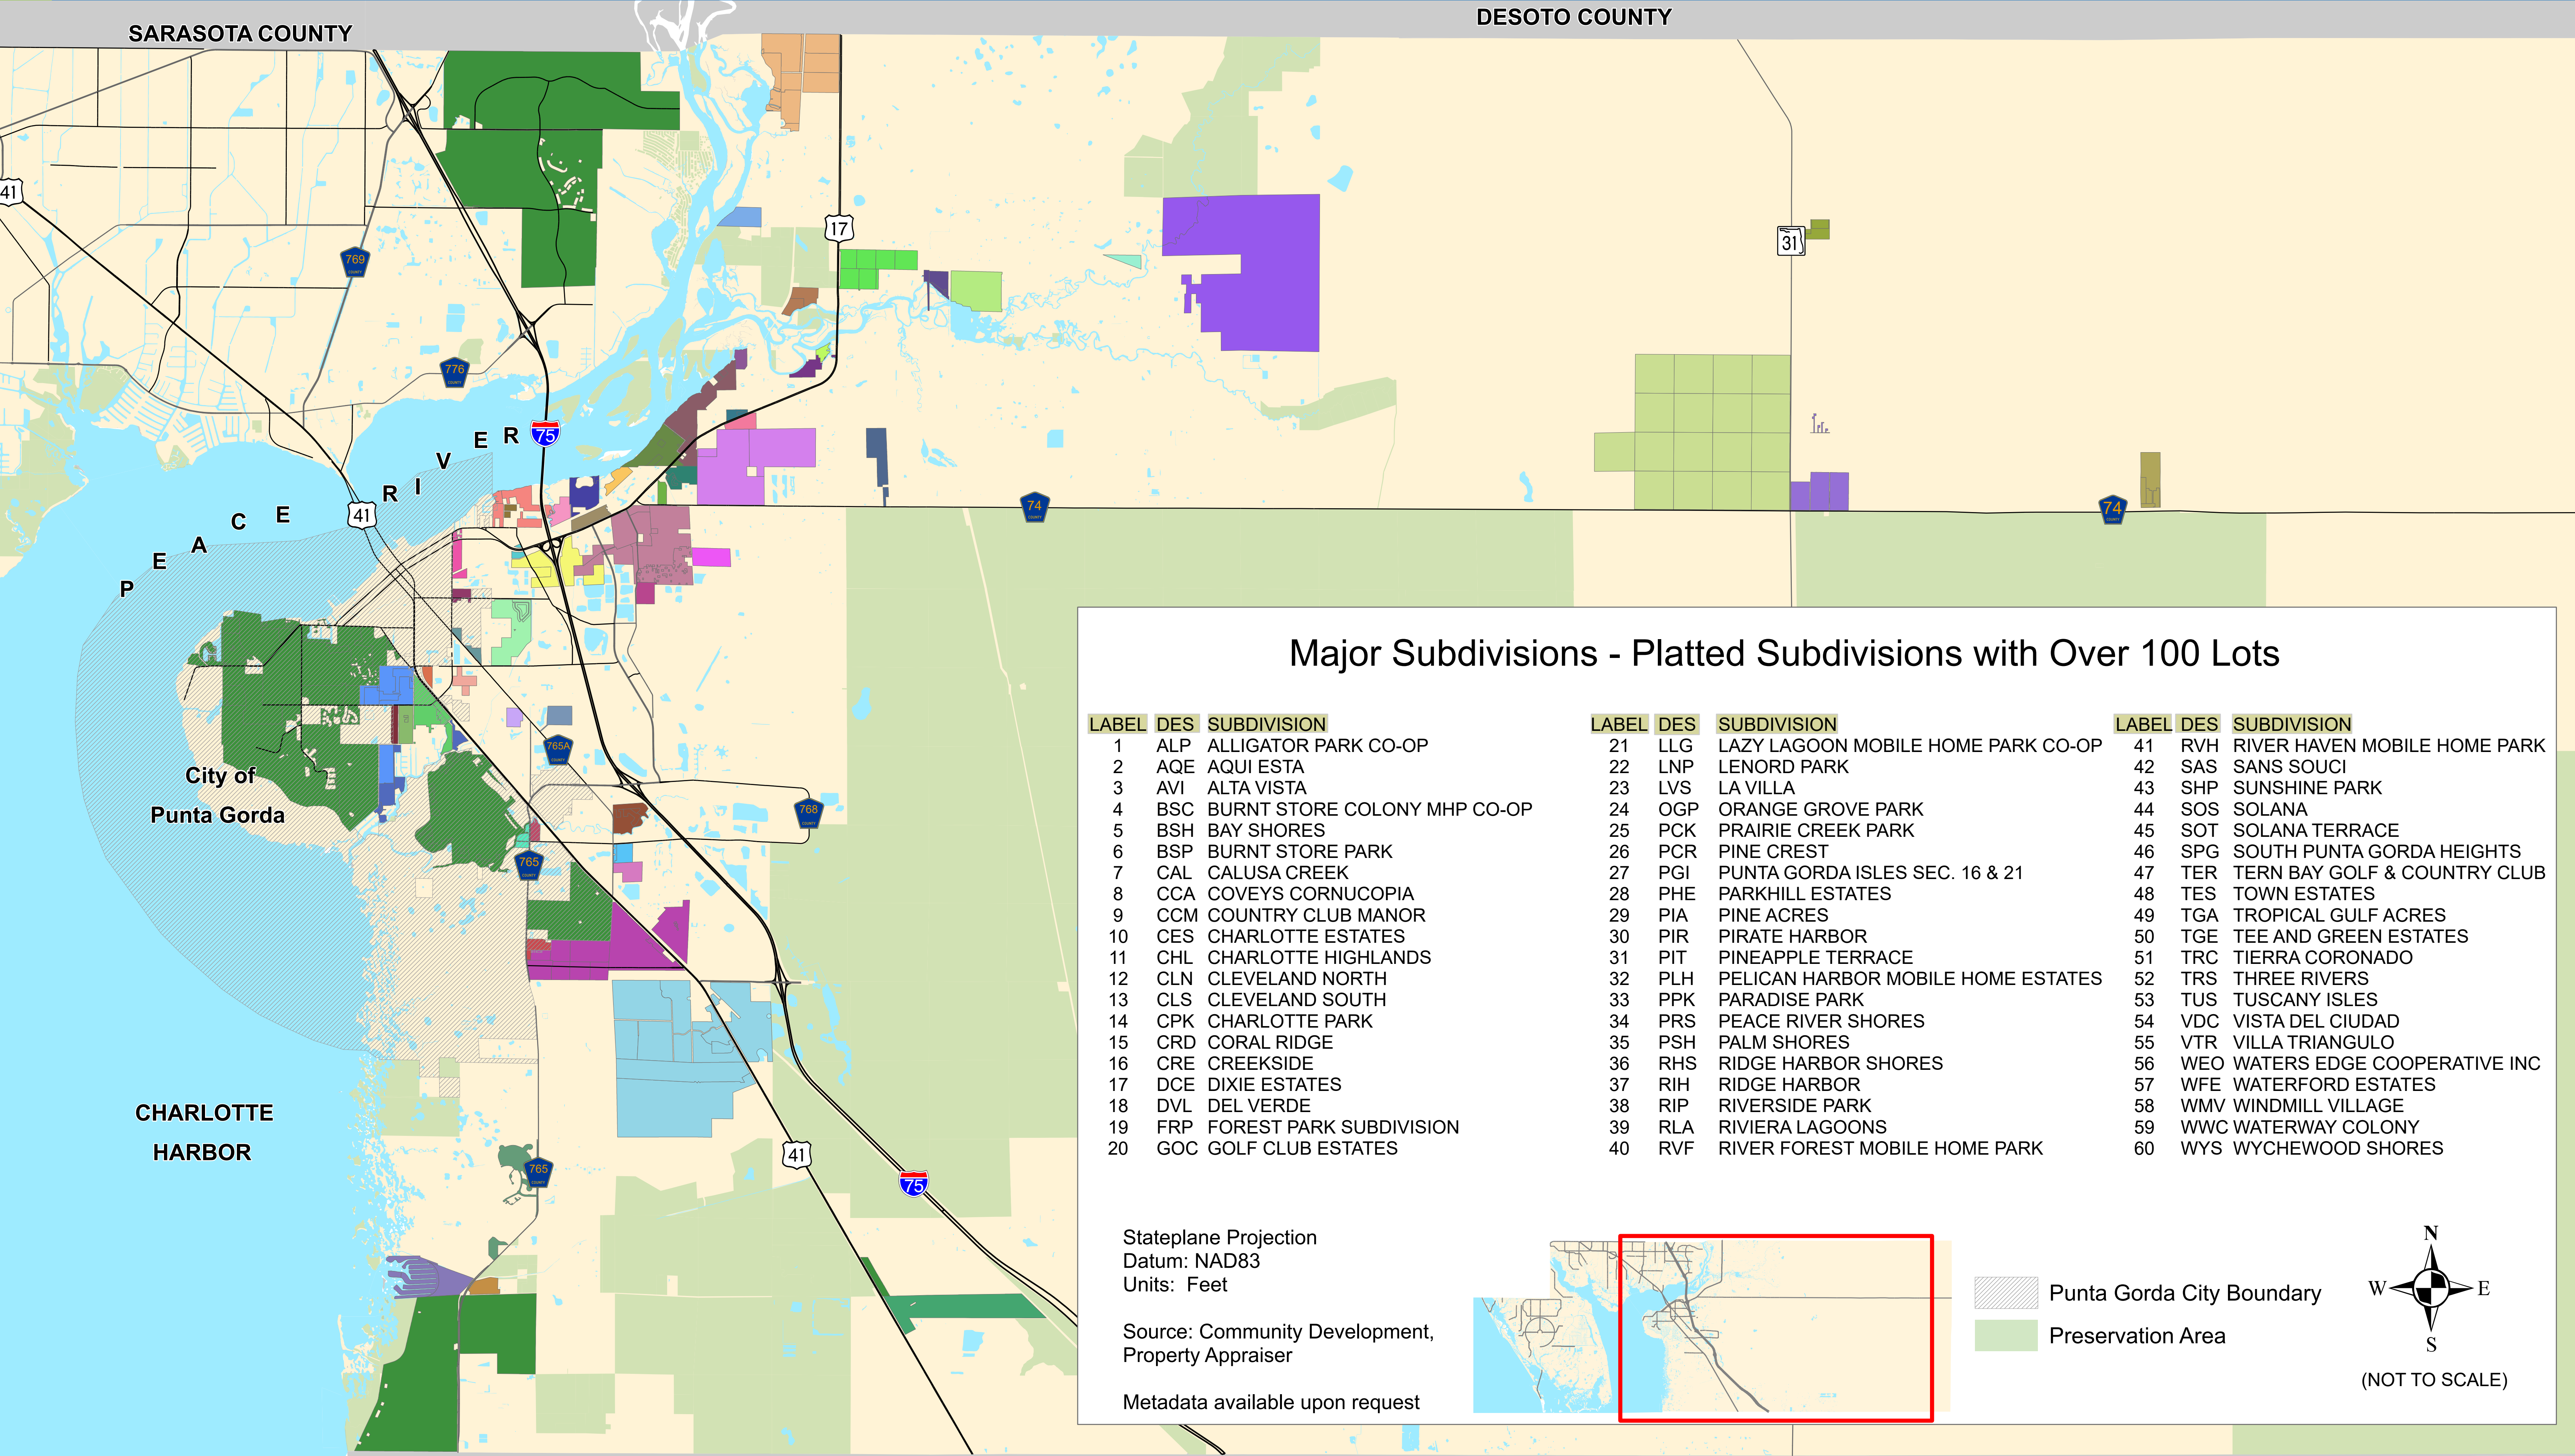 SARASOTA COUNTY
DESOTO COUNTY
41
17
31
769
COUNTY
776
COUNTY
75
PEACE RIVER
41
74
COUNTY
74
COUNTY
City of
Punta Gorda
765A
COUNTY
768
COUNTY
765
COUNTY
CHARLOTTE
HARBOR
765
COUNTY
41
75
Major Subdivisions - Platted Subdivisions with Over 100 Lots
LABEL DES SUBDIVISION
1 ALP ALLIGATOR PARK CO-OP
2 AQE AQUI ESTA
3 AVI ALTA VISTA
4 BSC BURNT STORE COLONY MHP CO-OP
5 BSH BAY SHORES
6 BSP BURNT STORE PARK
7 CAL CALUSA CREEK
8 CCA COVEYS CORNUCOPIA
9 CCM COUNTRY CLUB MANOR
10 CES CHARLOTTE ESTATES
11 CHL CHARLOTTE HIGHLANDS
12 CLN CLEVELAND NORTH
13 CLS CLEVELAND SOUTH
14 CPK CHARLOTTE PARK
15 CRD CORAL RIDGE
16 CRE CREEKSIDE
17 DCE DIXIE ESTATES
18 DVL DEL VERDE
19 FRP FOREST PARK SUBDIVISION
20 GOC GOLF CLUB ESTATES
LABEL DES SUBDIVISION
21 LLG LAZY LAGOON MOBILE HOME PARK CO-OP
22 LNP LENORD PARK
23 LVS LA VILLA
24 OGP ORANGE GROVE PARK
25 PCK PRAIRIE CREEK PARK
26 PCR PINE CREST
27 PGI PUNTA GORDA ISLES SEC. 16 & 21
28 PHE PARKHILL ESTATES
29 PIA PINE ACRES
30 PIR PIRATE HARBOR
31 PIT PINEAPPLE TERRACE
32 PLH PELICAN HARBOR MOBILE HOME ESTATES
33 PPK PARADISE PARK
34 PRS PEACE RIVER SHORES
35 PSH PALM SHORES
36 RHS RIDGE HARBOR SHORES
37 RIH RIDGE HARBOR
38 RIP RIVERSIDE PARK
39 RLA RIVIERA LAGOONS
40 RVF RIVER FOREST MOBILE HOME PARK
LABEL DES SUBDIVISION
41 RVH RIVER HAVEN MOBILE HOME PARK
42 SAS SANS SOUCI
43 SHP SUNSHINE PARK
44 SOS SOLANA
45 SOT SOLANA TERRACE
46 SPG SOUTH PUNTA GORDA HEIGHTS
47 TER TERN BAY GOLF & COUNTRY CLUB
48 TES TOWN ESTATES
49 TGA TROPICAL GULF ACRES
50 TGE TEE AND GREEN ESTATES
51 TRC TIERRA CORONADO
52 TRS THREE RIVERS
53 TUS TUSCANY ISLES
54 VDC VISTA DEL CIUDAD
55 VTR VILLA TRIANGULO
56 WEO WATERS EDGE COOPERATIVE INC
57 WFE WATERFORD ESTATES
58 WMV WINDMILL VILLAGE
59 WWC WATERWAY COLONY
60 WYS WYCHEWOOD SHORES
Stateplane Projection
Datum: NAD83
Units: Feet
Source: Community Development,
Property Appraiser
Metadata available upon request
Punta Gorda City Boundary
Preservation Area
N
W E
S
(NOT TO SCALE)